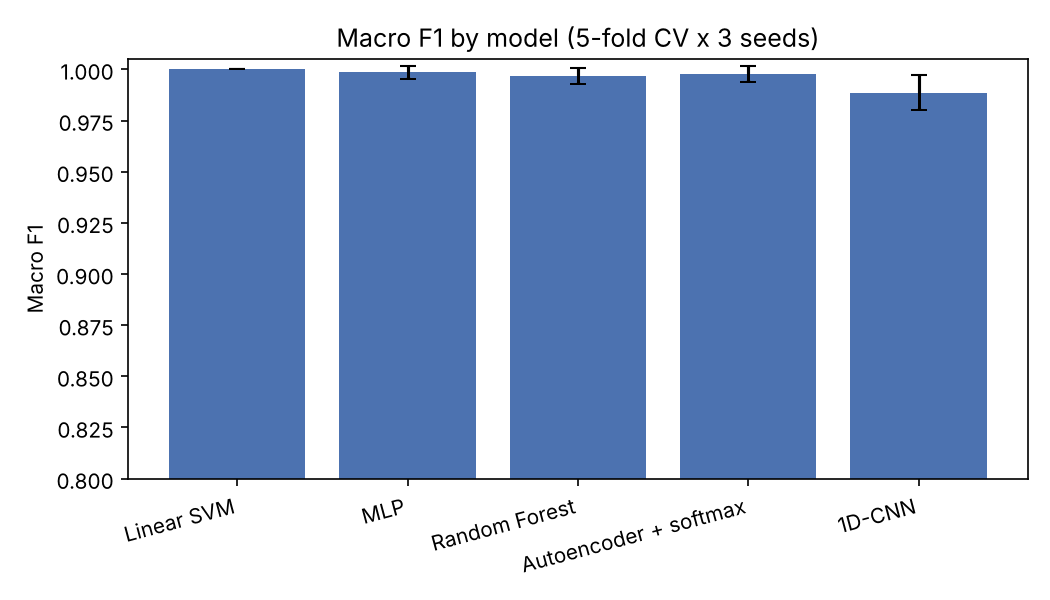 Macro F1 by model (5-fold CV x 3 seeds)
Macro F1
1.000
0.975
0.950
0.925
0.900
0.875
0.850
0.825
0.800
Linear SVM
MLP
Random Forest
Autoencoder + softmax
1D-CNN